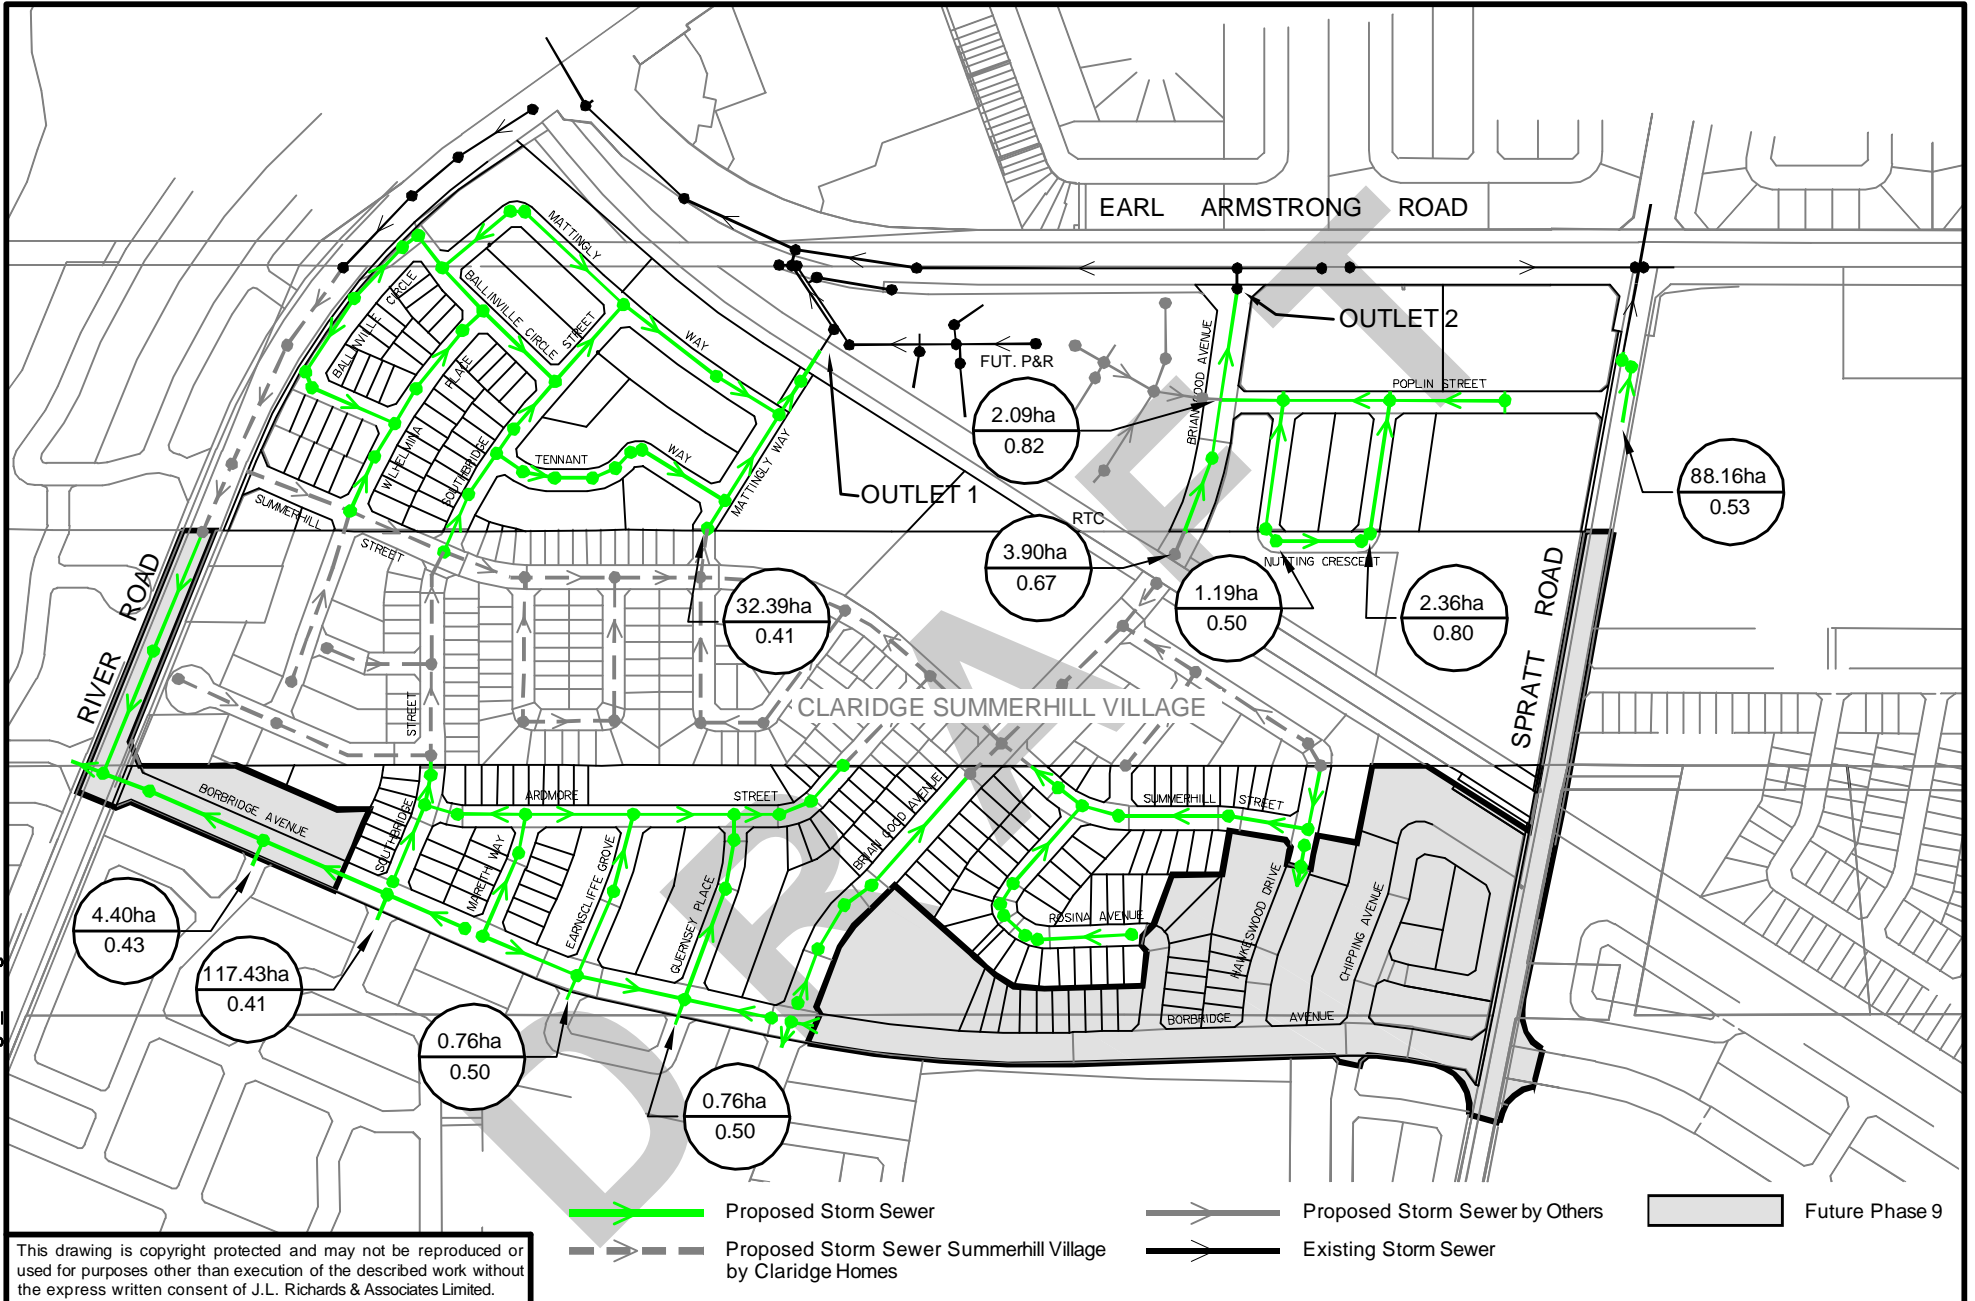 EARL ARMSTRONG ROAD
MATTINGLY
WAY
BALLINVILLE CIRCLE
BALLINVILLE CIRCLE
STREET
OUTLET 2
FUT. P&R
BRIANGOOD AVENUE
POPLIN STREET
2.09ha
0.82
PLACE
WILHELMINA
SOUTHBRIDGE
TENNANT
WAY
MATTINGLY WAY
OUTLET 1
88.16ha
0.53
SUMMERHILL
STREET
RTC
3.90ha
0.67
NUTTING CRESCENT
1.19ha
0.50
2.36ha
0.80
32.39ha
0.41
RIVER ROAD
SPRATT ROAD
STREET
CLARIDGE SUMMERHILL VILLAGE
BORBRIDGE AVENUE
SOUTHBRIDGE
ARDMORE
STREET
MAREITH WAY
EARNSCLIFFE GROVE
GUERNSEY PLACE
BRIAN GOOD AVENUE
SUMMERHILL
STREET
ROSINA AVENUE
HAWKESWOOD DRIVE
CHIPPING AVENUE
BORBRIDGE
AVENUE
4.40ha
0.43
117.43ha
0.41
0.76ha
0.50
0.76ha
0.50
DRAFT
Proposed Storm Sewer
Proposed Storm Sewer by Others
Future Phase 9
Proposed Storm Sewer Summerhill Village
by Claridge Homes
Existing Storm Sewer
This drawing is copyright protected and may not be reproduced or
used for purposes other than execution of the described work without
the express written consent of J.L. Richards & Associates Limited.